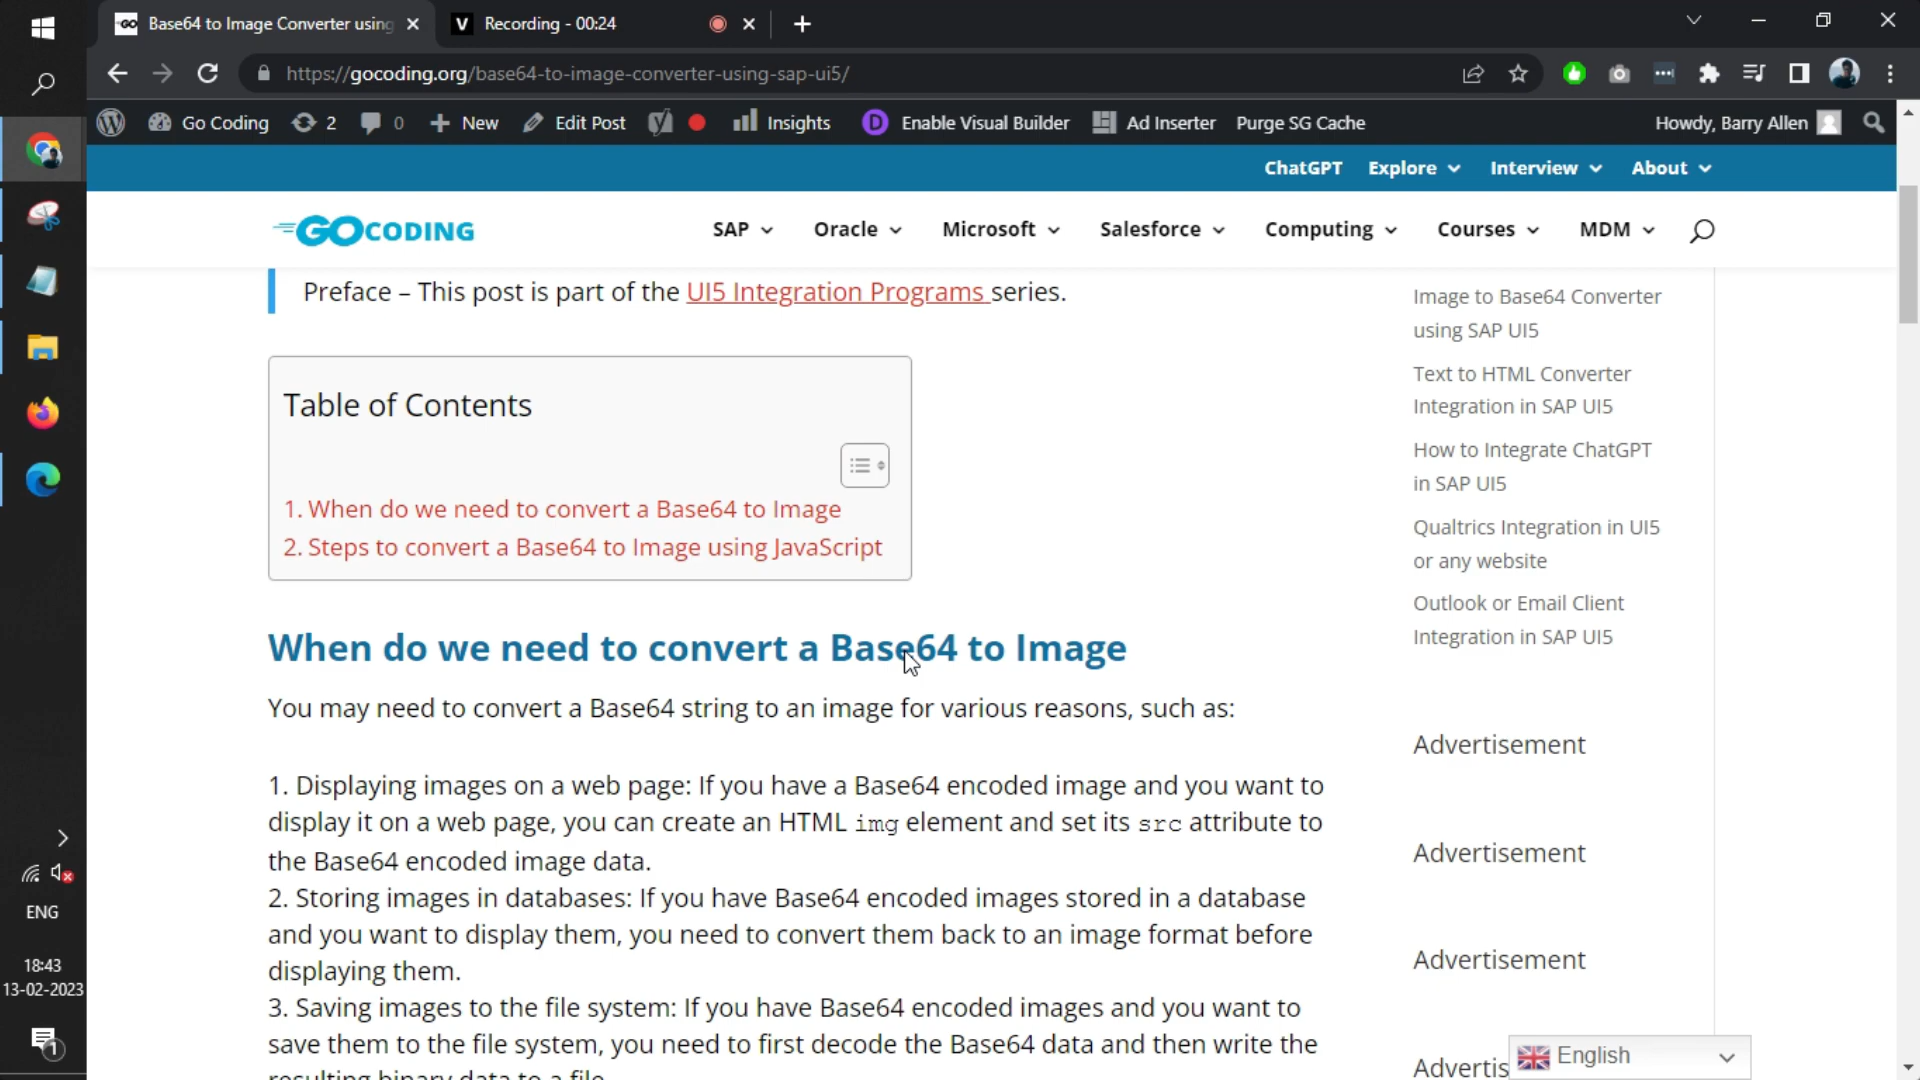 Base64 to Image Converter using
V Recording - 00:24
https://gocoding.org/base64-to-image-converter-using-sap-ui5/
Go Coding 2 0 New Edit Post Insights D Enable Visual Builder Ad Inserter Purge SG Cache Howdy, Barry Allen
ChatGPT Explore Interview About
GOCODING SAP Oracle Microsoft Salesforce Computing Courses MDM
Preface – This post is part of the UI5 Integration Programs series.
Table of Contents
1. When do we need to convert a Base64 to Image
2. Steps to convert a Base64 to Image using JavaScript
When do we need to convert a Base64 to Image
You may need to convert a Base64 string to an image for various reasons, such as:
1. Displaying images on a web page: If you have a Base64 encoded image and you want to
display it on a web page, you can create an HTML img element and set its src attribute to
the Base64 encoded image data.
2. Storing images in databases: If you have Base64 encoded images stored in a database
and you want to display them, you need to convert them back to an image format before
displaying them.
3. Saving images to the file system: If you have Base64 encoded images and you want to
save them to the file system, you need to first decode the Base64 data and then write the
resulting binary data to a file.
Image to Base64 Converter
using SAP UI5
Text to HTML Converter
Integration in SAP UI5
How to Integrate ChatGPT
in SAP UI5
Qualtrics Integration in UI5
or any website
Outlook or Email Client
Integration in SAP UI5
Advertisement
Advertisement
Advertisement
Advertis
English
ENG
18:43
13-02-2023
1